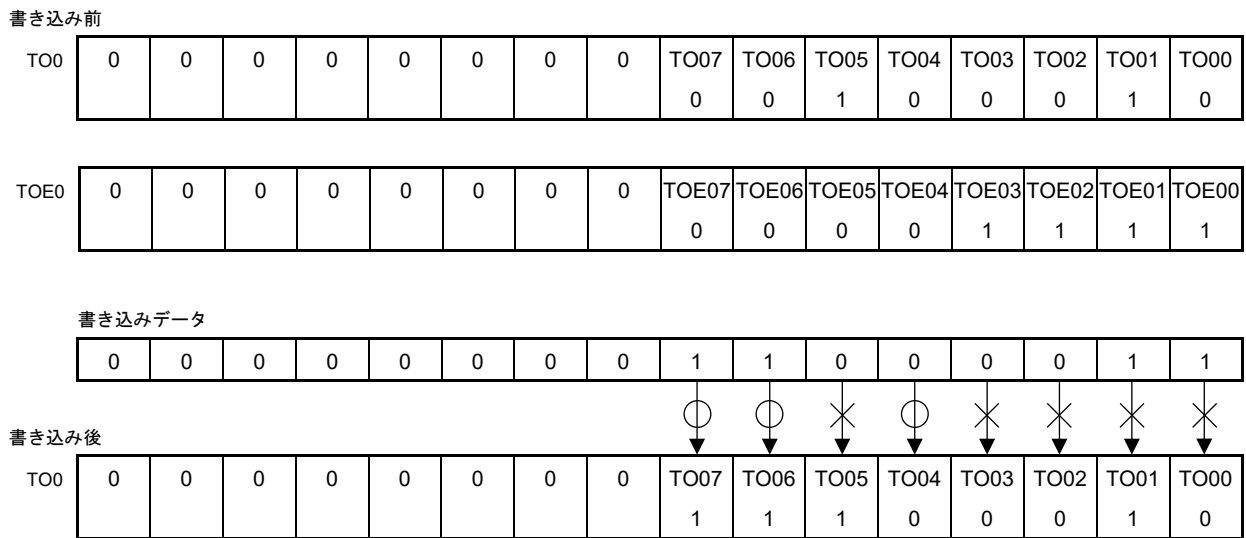 書き込み前
TO0 0 0 0 0 0 0 0 0 TO07 TO06 TO05 TO04 TO03 TO02 TO01 TO00
0 0 1 0 0 0 1 0
TOE0 0 0 0 0 0 0 0 0 TOE07 TOE06 TOE05 TOE04 TOE03 TOE02 TOE01 TOE00
0 0 0 0 1 1 1 1
書き込みデータ
0 0 0 0 0 0 0 0 1 1 0 0 0 0 1 1
書き込み後
TO0 0 0 0 0 0 0 0 0 TO07 TO06 TO05 TO04 TO03 TO02 TO01 TO00
1 1 1 0 0 0 1 0